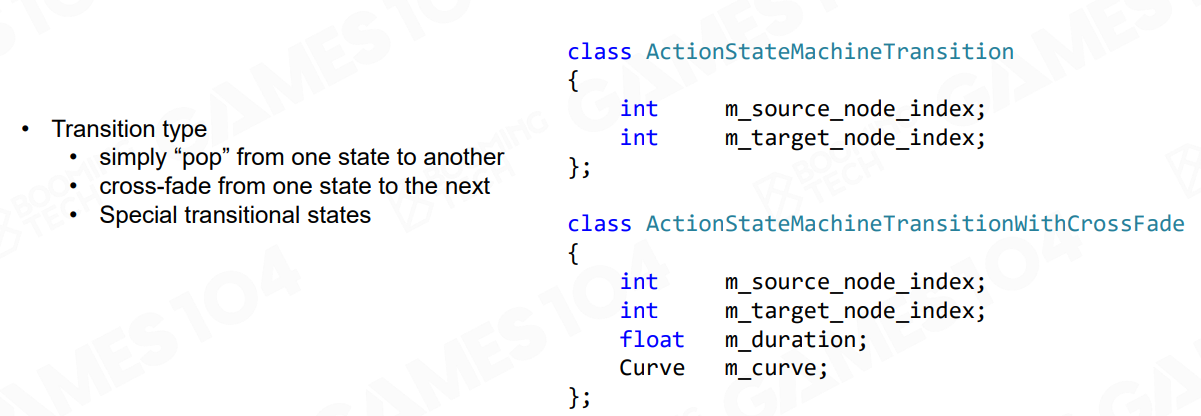 • Transition type
• simply “pop” from one state to another
• cross-fade from one state to the next
• Special transitional states
class ActionStateMachineTransition
{
int m_source_node_index;
int m_target_node_index;
};
class ActionStateMachineTransitionWithCrossFade
{
int m_source_node_index;
int m_target_node_index;
float m_duration;
Curve m_curve;
};
GAMES104
BOOMING
TECH